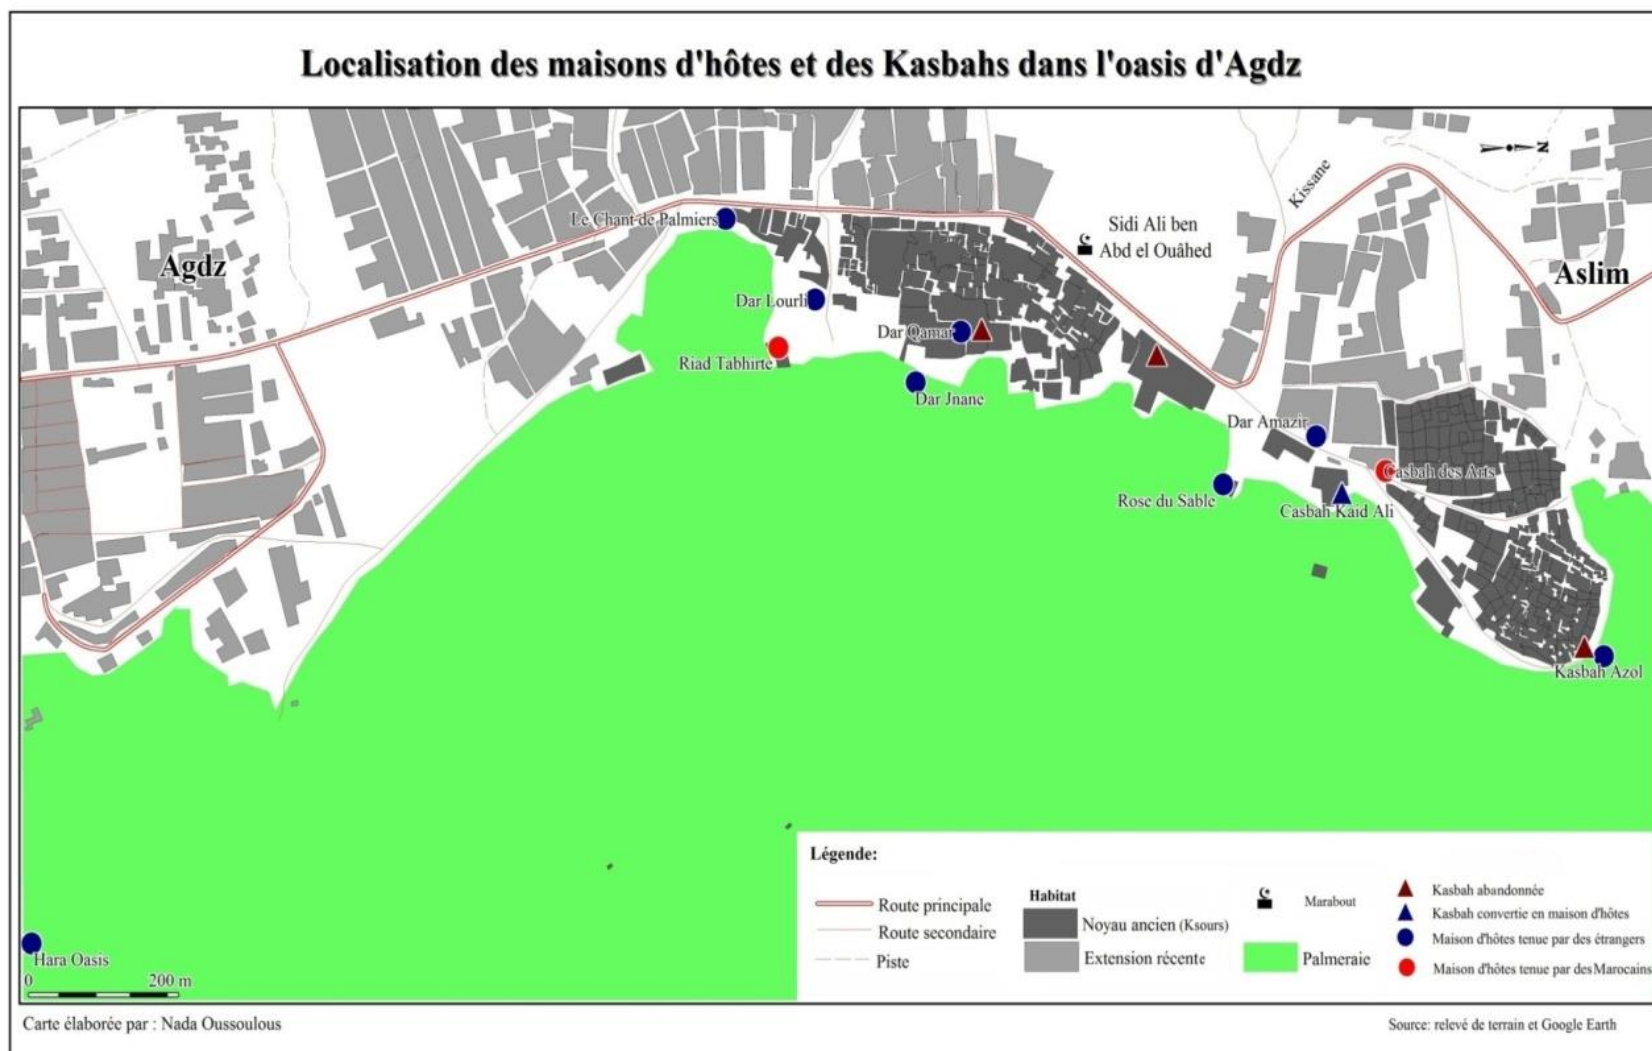 Localisation des maisons d'hôtes et des Kasbahs dans l'oasis d'Agdz
N
Kissane
Le Chant de Palmiers
Sidi Ali ben
Abd el Ouâhed
Agdz
Aslim
Dar Lourli
Dar Qamar
Riad Tabhirte
Dar Jnane
Dar Amazir
Casbah des Arts
Rose du Sable
Casbah Kaid Ali
Kasbah Azol
Hara Oasis
0 200 m
Légende:
Route principale
Route secondaire
Piste
Habitat
Noyau ancien (Ksours)
Extension récente
Marabout
Palmeraie
Kasbah abandonnée
Kasbah convertie en maison d'hôtes
Maison d'hôtes tenue par des étrangers
Maison d'hôtes tenue par des Marocains
Carte élaborée par : Nada Oussoulous
Source: relevé de terrain et Google Earth